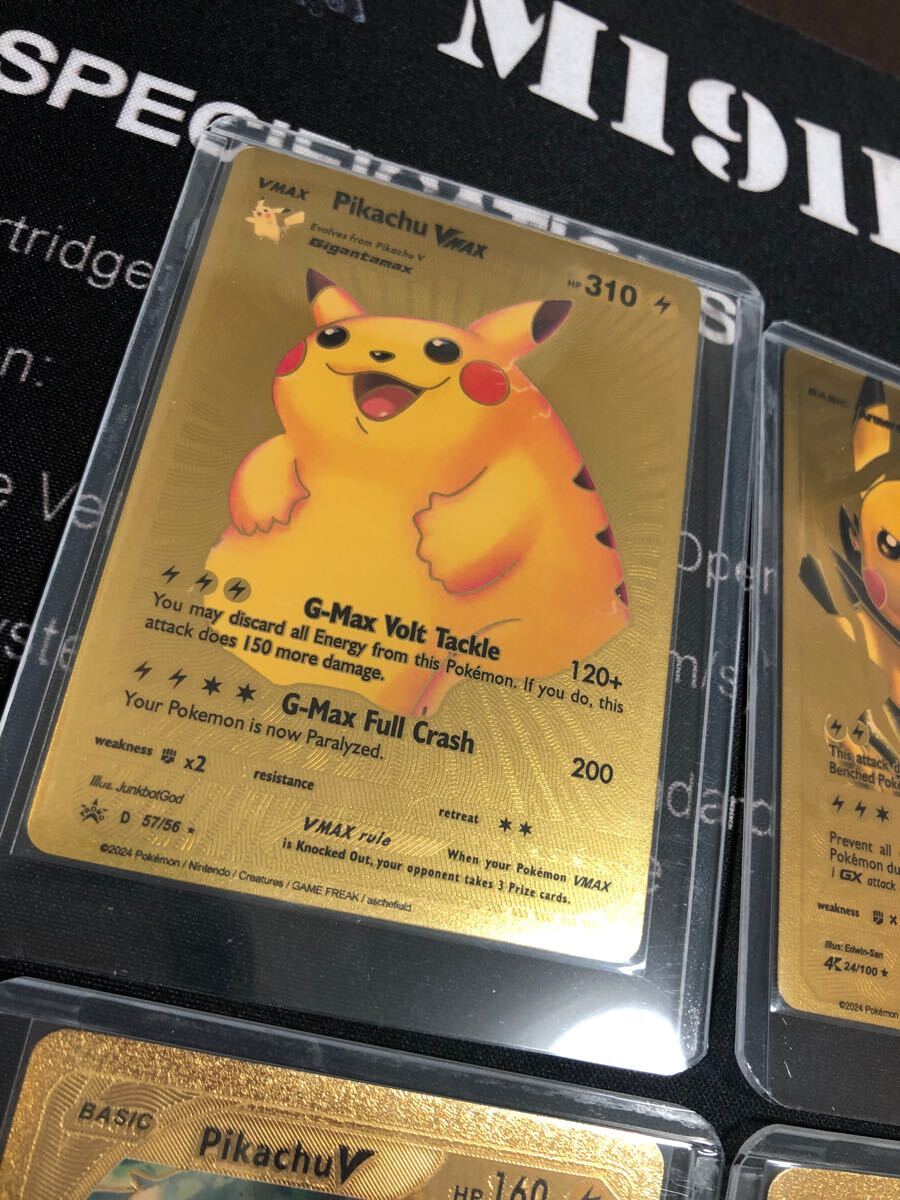 M191
SPECI
rtridge
n:
S
e Ve
Oper
m/s
dard
VMAX Pikachu VMAX
Evolves from Pikachu V
Gigantamax
HP 310
G-Max Volt Tackle
120+
You may discard all Energy from this Pokémon. If you do, this
attack does 150 more damage.
G-Max Full Crash
200
Your Pokemon is now Paralyzed.
weakness x2
resistance
retreat
Illus. JunkbotGod
D 57/56 ★
VMAX rule
When your Pokémon VMAX
is Knocked Out, your opponent takes 3 Prize cards.
©2024 Pokémon / Nintendo / Creatures / GAME FREAK / aschefield
BASIC
This attack d
Benched Pok
Prevent all
Pokémon du
GX attack
weakness x
Illus: Edwin-San
4K 24/100 ★
©2024 Pokémon
BASIC
Pikachu V
HP 160